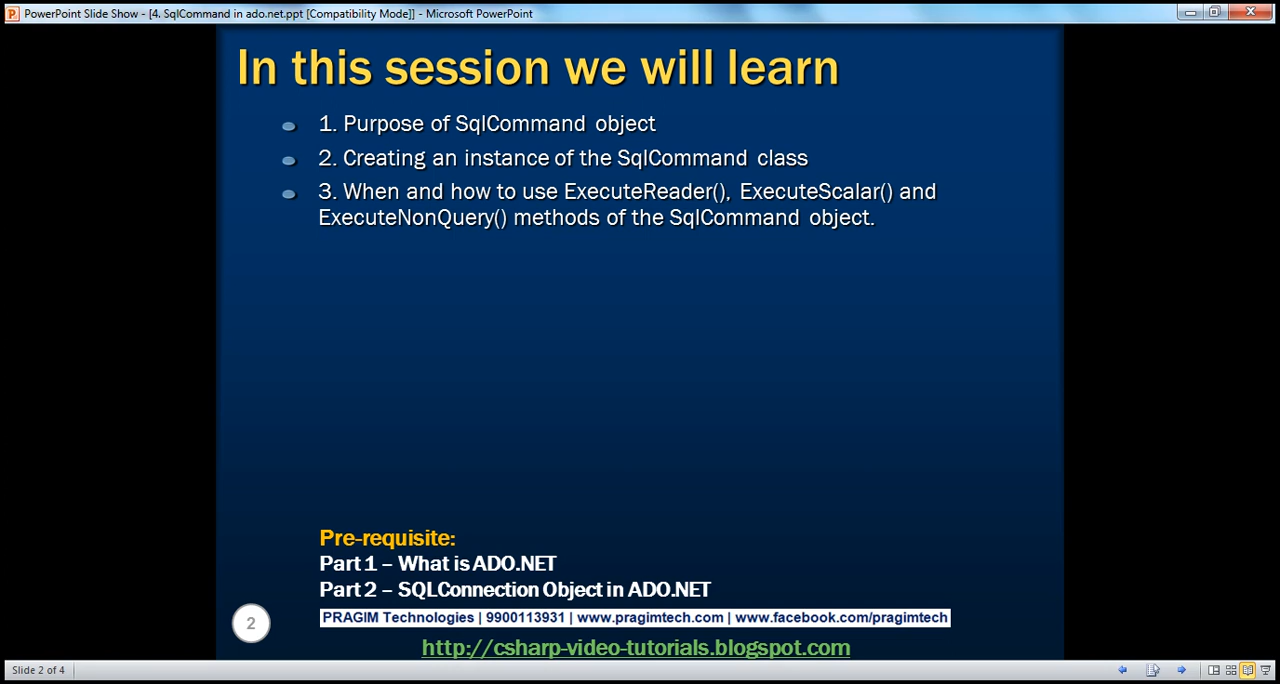 PowerPoint Slide Show - [4. SqlCommand in ado.net.ppt [Compatibility Mode]] - Microsoft PowerPoint
In this session we will learn
1. Purpose of SqlCommand object
2. Creating an instance of the SqlCommand class
3. When and how to use ExecuteReader(), ExecuteScalar() and
ExecuteNonQuery() methods of the SqlCommand object.
Pre-requisite:
Part 1 – What is ADO.NET
Part 2 – SQLConnection Object in ADO.NET
2
PRAGIM Technologies | 9900113931 | www.pragimtech.com | www.facebook.com/pragimtech
http://csharp-video-tutorials.blogspot.com
Slide 2 of 4